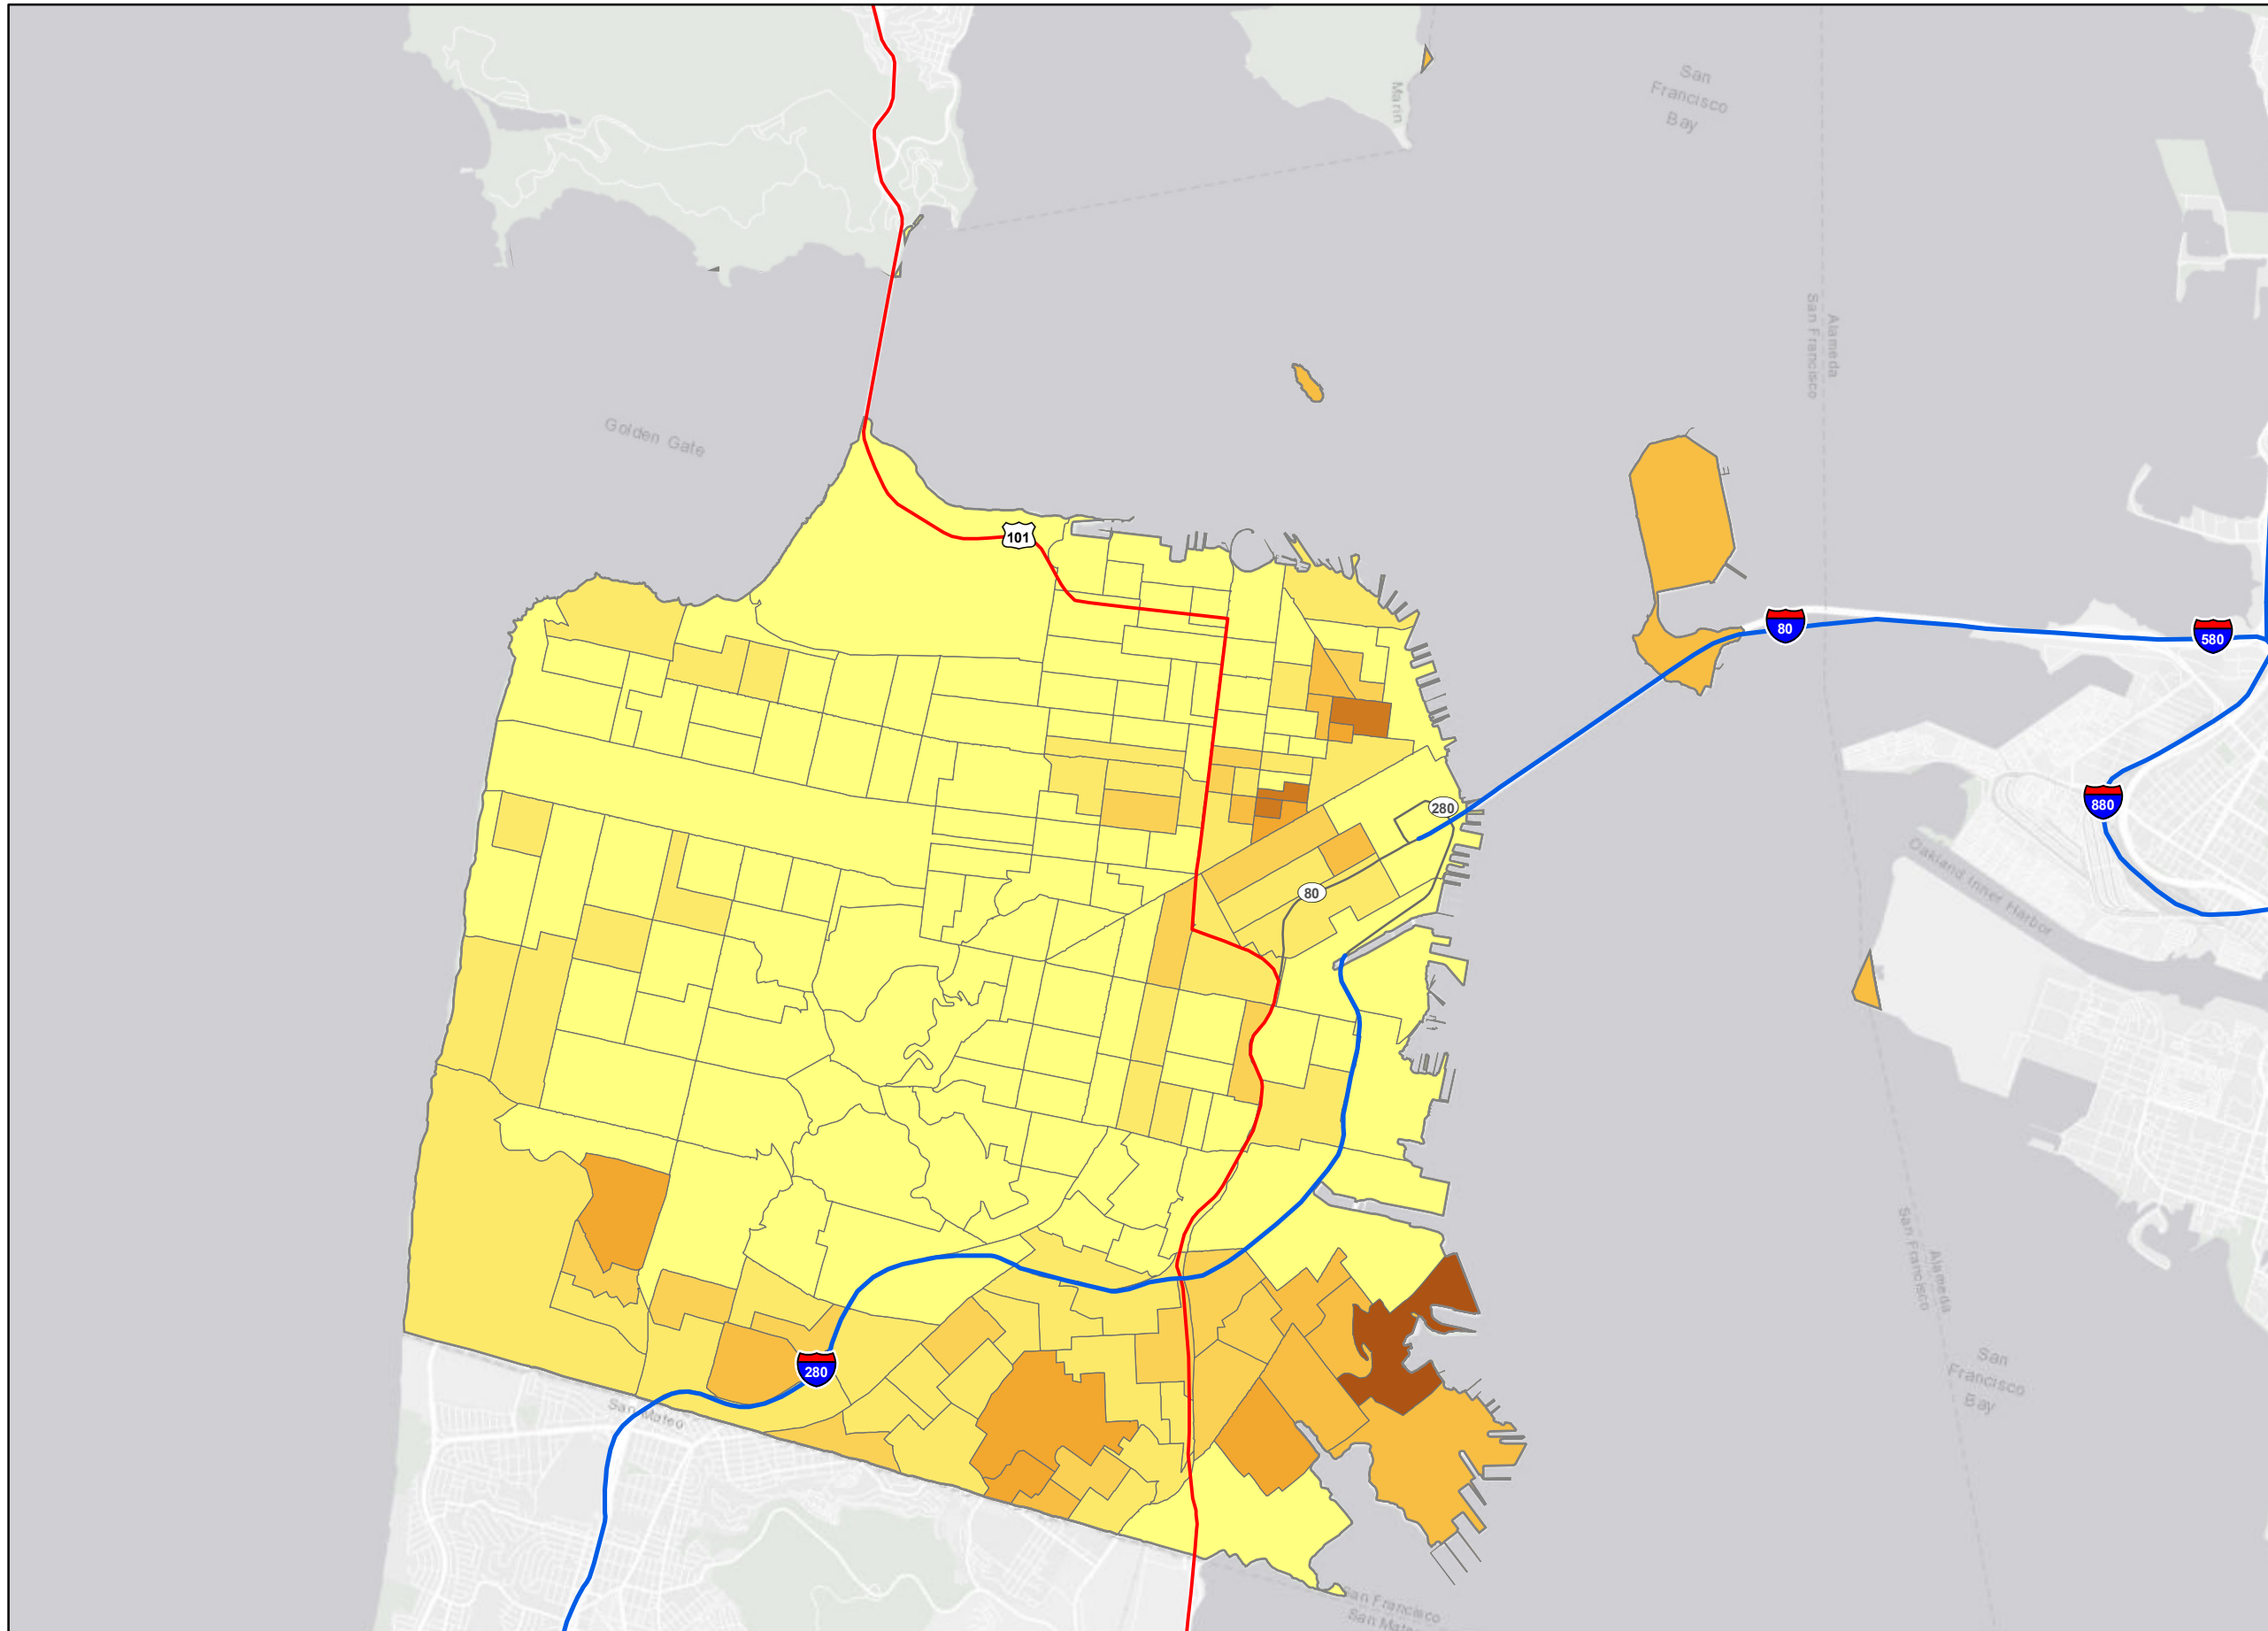 San
Francisco
Bay
Marin
Alameda
San Francisco
Golden Gate
101
80
580
280
880
80
Oakland Inner Harbor
San Francisco
Alameda
280
San
Francisco
Bay
San Mateo
San Francisco